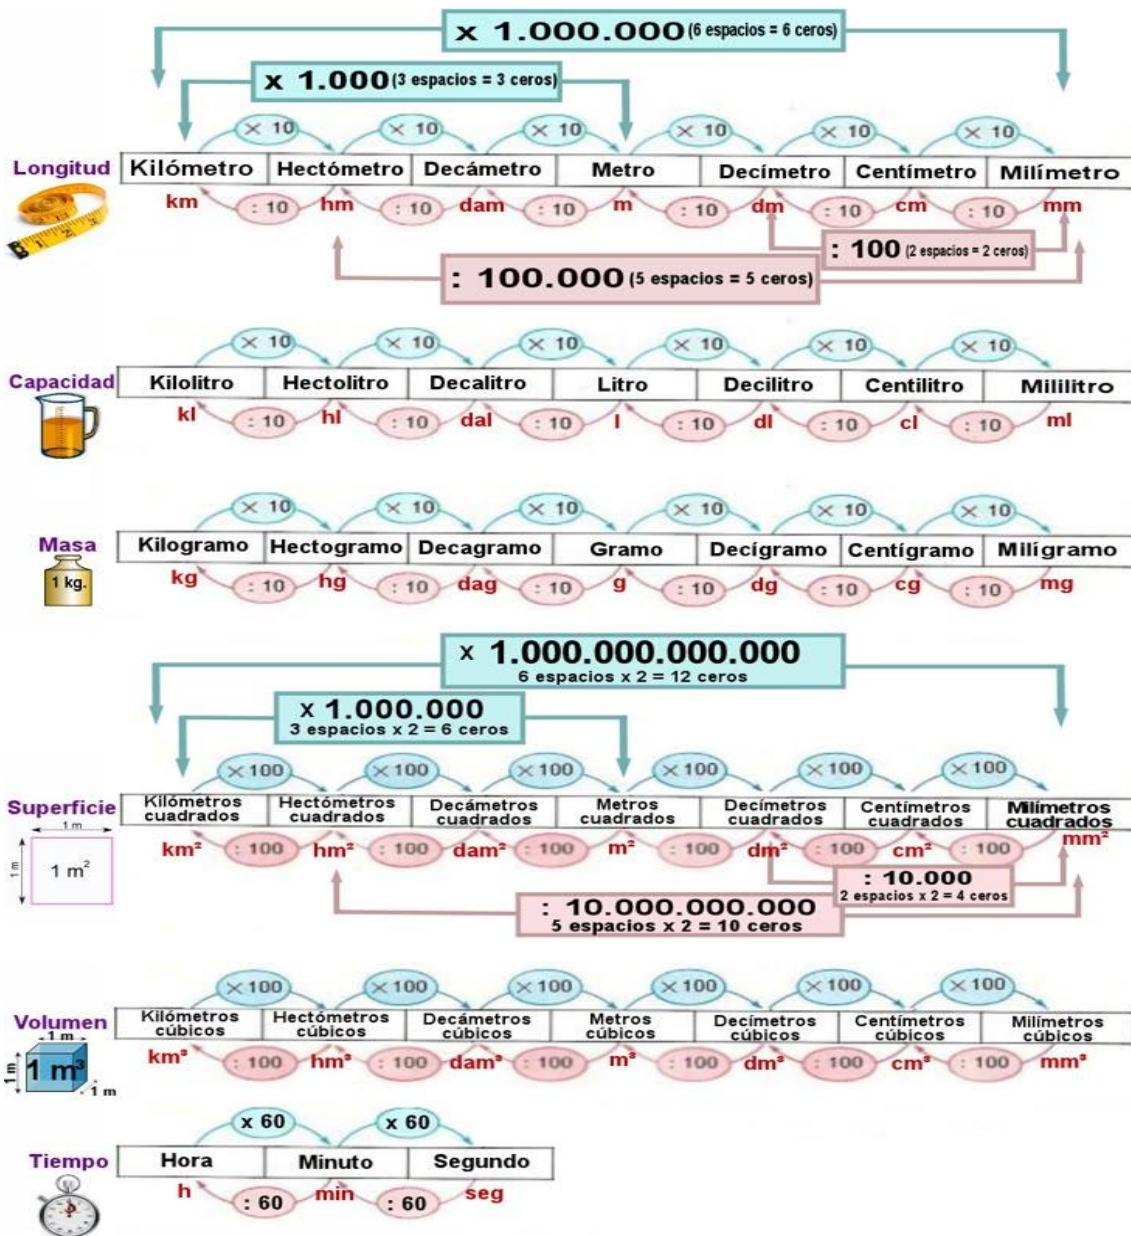 x 1.000.000 (6 espacios = 6 ceros)
x 1.000 (3 espacios = 3 ceros)
× 10 × 10 × 10 × 10 × 10 × 10
Longitud Kilómetro Hectómetro Decámetro Metro Decímetro Centímetro Milímetro
km : 10 hm : 10 dam : 10 m : 10 dm : 10 cm : 10 mm
: 100 (2 espacios = 2 ceros)
: 100.000 (5 espacios = 5 ceros)
× 10 × 10 × 10 × 10 × 10 × 10
Capacidad Kilolitro Hectolitro Decalitro Litro Decilitro Centilitro Mililitro
kl : 10 hl : 10 dal : 10 l : 10 dl : 10 cl : 10 ml
× 10 × 10 × 10 × 10 × 10 × 10
Masa Kilogramo Hectogramo Decagramo Gramo Decígramo Centígramo Milígramo
1 kg. kg : 10 hg : 10 dag : 10 g : 10 dg : 10 cg : 10 mg
x 1.000.000.000.000
6 espacios x 2 = 12 ceros
x 1.000.000
3 espacios x 2 = 6 ceros
×100 ×100 ×100 ×100 ×100 ×100
Superficie Kilómetros cuadrados Hectómetros cuadrados Decámetros cuadrados Metros cuadrados Decímetros cuadrados Centímetros cuadrados Milímetros cuadrados
1 m
1 m
1 m²
km² : 100 hm² : 100 dam² : 100 m² : 100 dm² : 100 cm² : 100 mm²
: 10.000
2 espacios x 2 = 4 ceros
: 10.000.000.000
5 espacios x 2 = 10 ceros
×100 ×100 ×100 ×100 ×100 ×100
Volumen Kilómetros cúbicos Hectómetros cúbicos Decámetros cúbicos Metros cúbicos Decímetros cúbicos Centímetros cúbicos Milímetros cúbicos
1 m
1 m
1 m³
1 m
km³ : 100 hm³ : 100 dam³ : 100 m³ : 100 dm³ : 100 cm³ : 100 mm³
x 60 x 60
Tiempo Hora Minuto Segundo
h : 60 min : 60 seg